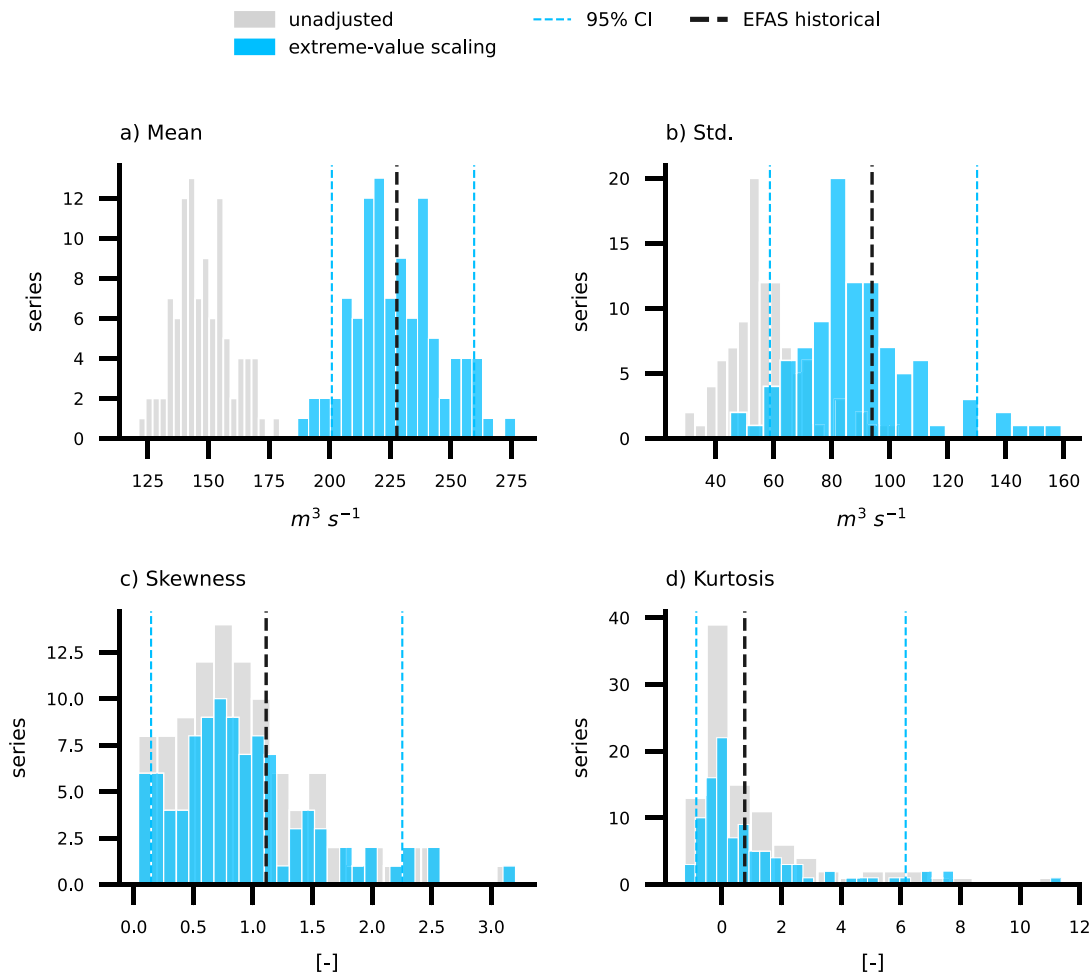 unadjusted
extreme-value scaling
95% CI
EFAS historical
a) Mean
series
12
10
8
6
4
2
0
125 150 175 200 225 250 275
m³ s⁻¹
b) Std.
series
20
15
10
5
0
40 60 80 100 120 140 160
m³ s⁻¹
c) Skewness
series
12.5
10.0
7.5
5.0
2.5
0.0
0.0 0.5 1.0 1.5 2.0 2.5 3.0
[-]
d) Kurtosis
series
40
30
20
10
0
0 2 4 6 8 10 12
[-]